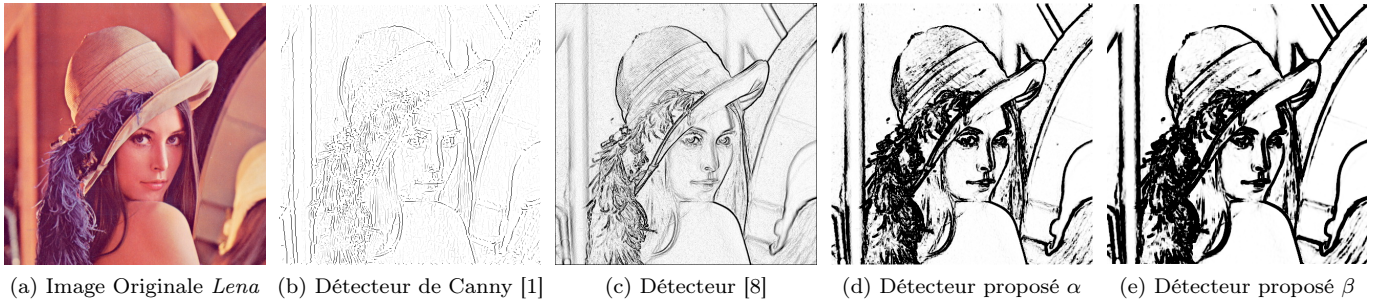 (a) Image Originale Lena
(b) Détecteur de Canny [1]
(c) Détecteur [8]
(d) Détecteur proposé α
(e) Détecteur proposé β